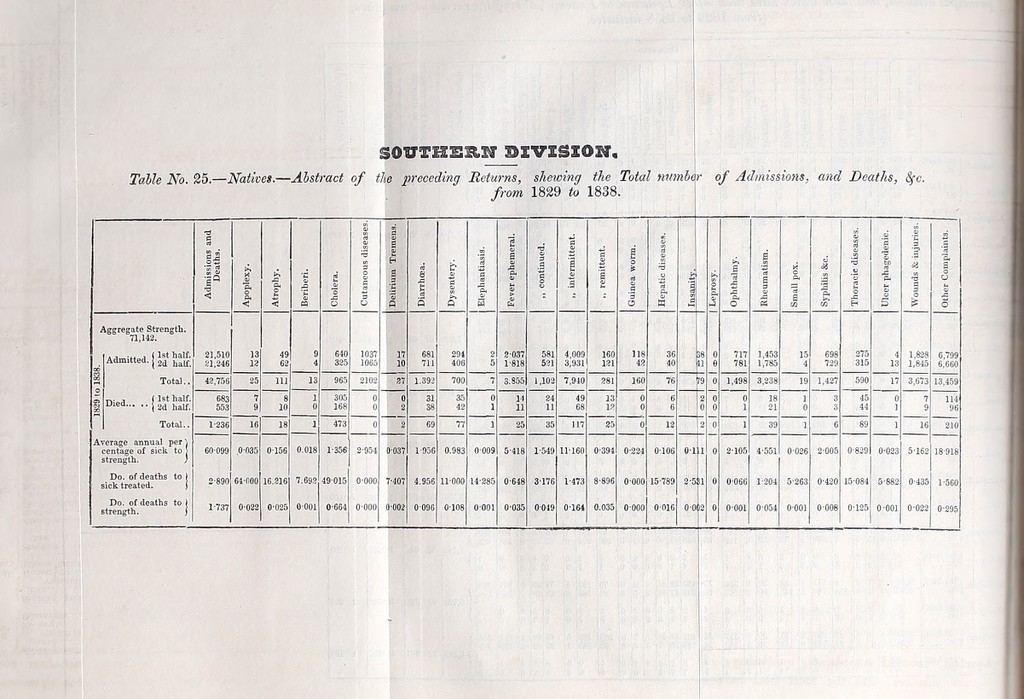 SOUTHERN DIVISION.
Table No. 25.—Natives.—Abstract of the preceding Returns, shewing the Total number of Admissions, and Deaths, &c.
from 1829 to 1838.
Admissions and Deaths. Apoplexy. Atrophy. Beriberi. Cholera. Cutaneous diseases. Delirium Tremens. Diarrhœa. Dysentery. Elephantiasis. Fever ephemeral. „ continued. „ intermittent. „ remittent. Guinea worm. Hepatic diseases. Insanity. Leprosy. Ophthalmy. Rheumatism. Small pox. Syphilis &c. Thoracic diseases. Ulcer phagedenic. Wounds & injuries. Other Complaints.
Aggregate Strength.
71,142.
1829 to 1838.
Admitted. 1st half. 21,510 13 49 9 640 1037 17 681 294 2 2·037 581 4,009 160 118 36 38 0 717 1,453 15 698 275 4 1,828 6,799
2d half. 21,246 12 62 4 325 1065 10 711 406 5 1·818 521 3,931 121 42 40 41 0 781 1,785 4 729 315 13 1,845 6,660
Total.. 42,756 25 111 13 965 2102 27 1.392 700 7 3.855 1,102 7,940 281 160 76 79 0 1,498 3,238 19 1,427 590 17 3,673 13,459
Died... .. 1st half. 683 7 8 1 305 0 0 31 35 0 14 24 49 13 0 6 2 0 0 18 1 3 45 0 7 114
2d half. 553 9 10 0 168 0 2 38 42 1 11 11 68 12 0 6 0 0 1 21 0 3 44 1 9 96
Total.. 1·236 16 18 1 473 0 2 69 77 1 25 35 117 25 0 12 2 0 1 39 1 6 89 1 16 210
Average annual per centage of sick to strength. 60·099 0·035 0·156 0.018 1·356 2·954 0·037 1·956 0.983 0·009 5·418 1·549 11·160 0·394 0·224 0·106 0·111 0 2·105 4·551 0·026 2·005 0·829 0·023 5·162 18·918
Do. of deaths to sick treated. 2·890 64·000 16.216 7.692 49·015 0·000 7·407 4.956 11·000 14·285 0·648 3·176 1·473 8·896 0·000 15·789 2·531 0 0·066 1·204 5·263 0·420 15·084 5·882 0·435 1·560
Do. of deaths to strength. 1·737 0·022 0·025 0·001 0·664 0·000 0·002 0·096 0·108 0·001 0·035 0·049 0·164 0.035 0·000 0·016 0·002 0 0·001 0·054 0·001 0·008 0·125 0·001 0·022 0·295